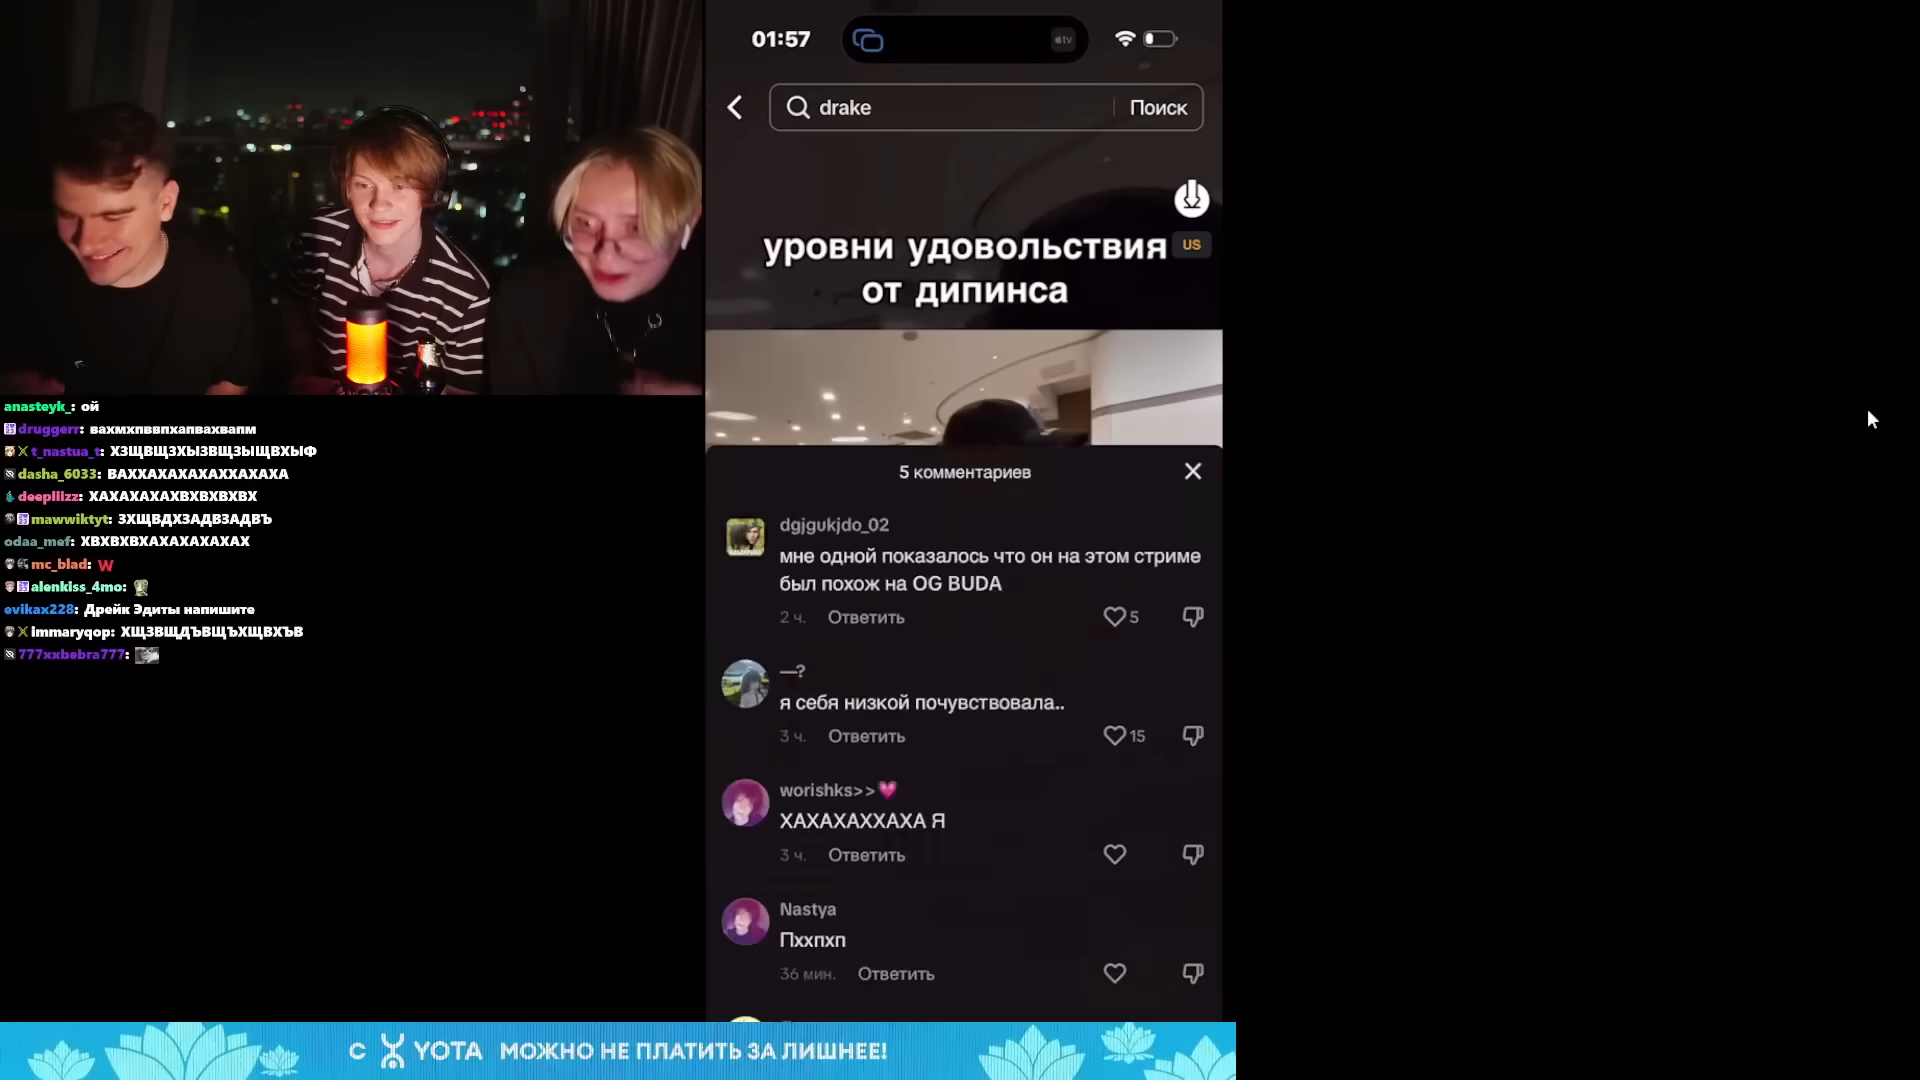 01:57
tv
drake
Поиск
уровни удовольствия
от дипинса
US
5 комментариев
dgjgukjdo_02
мне одной показалось что он на этом стриме
был похож на OG BUDA
2 ч. Ответить
5
—?
я себя низкой почувствовала..
3 ч. Ответить
15
worishks>>
ХАХАХАХХАХА Я
3 ч. Ответить
Nastya
Пххпхп
36 мин. Ответить
anasteyk_: ой
druggerr: вахмхпввпхапвахвапм
t_nastua_t: ХЗЩВЩЗХЫЗВЩЗЫЩВХЫФ
dasha_6033: ВАХХАХАХАХАХХАХАХА
deepllizz: ХАХАХАХАХВХВХВХВХ
mawwiktyt: ЗХЩВДХЗАДВЗАДВЪ
odaa_mef: ХВХВХВХАХАХАХАХАХ
mc_blad: W
alenkiss_4mo:
evikax228: Дрейк Эдиты напишите
lmmaryqop: ХЩЗВЩДЪВЩЪХЩВХЪВ
777xxbebra777:
С YOTA МОЖНО НЕ ПЛАТИТЬ ЗА ЛИШНЕЕ!